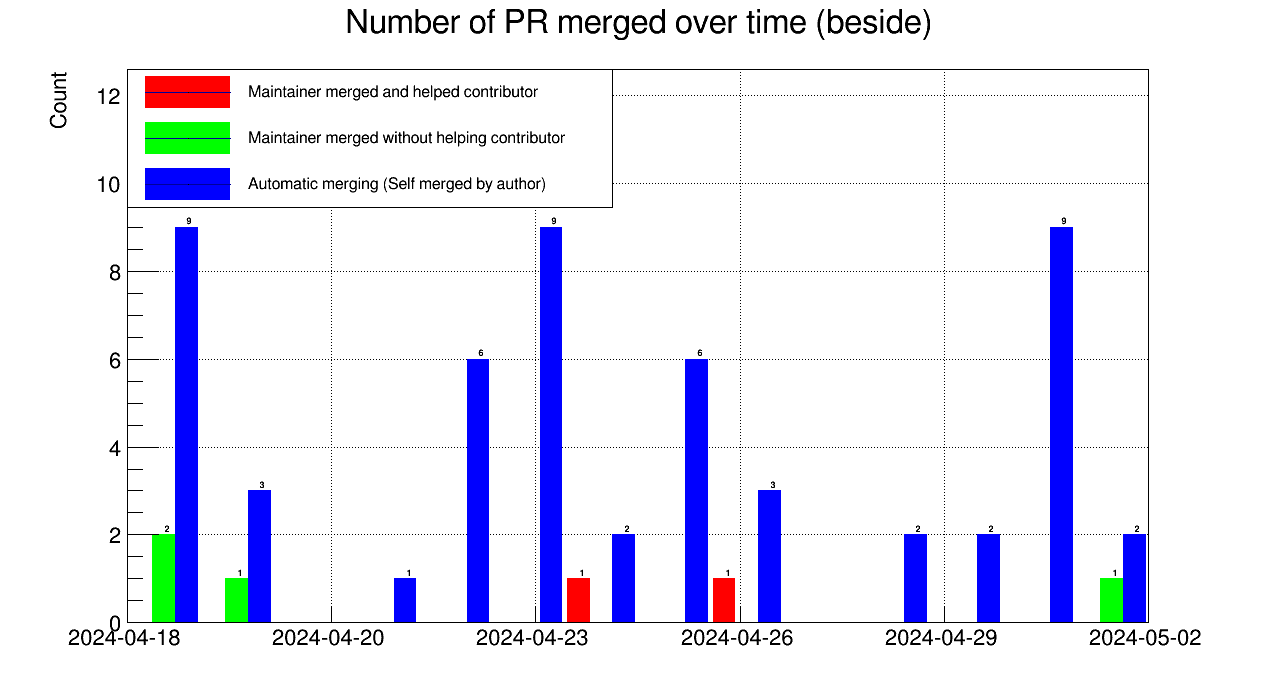 Number of PR merged over time (beside)
Count
Maintainer merged and helped contributor
Maintainer merged without helping contributor
Automatic merging (Self merged by author)
12
10
8
6
4
2
0
2 9 1 3 1 6 9 1 2 6 1 3 2 2 9 1 2
2024-04-18 2024-04-20 2024-04-23 2024-04-26 2024-04-29 2024-05-02